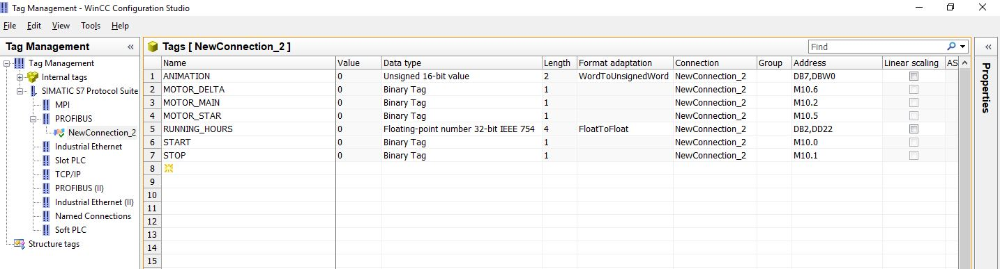 Tag Management - WinCC Configuration Studio
File Edit View Tools Help
Tag Management «
Tag Management
Internal tags
SIMATIC S7 Protocol Suite
MPI
PROFIBUS
NewConnection_2
Industrial Ethernet
Slot PLC
TCP/IP
PROFIBUS (II)
Industrial Ethernet (II)
Named Connections
Soft PLC
Structure tags
Tags [ NewConnection_2 ] Find
Name Value Data type Length Format adaptation Connection Group Address Linear scaling AS
1 ANIMATION 0 Unsigned 16-bit value 2 WordToUnsignedWord NewConnection_2 DB7,DBW0
2 MOTOR_DELTA 0 Binary Tag 1 NewConnection_2 M10.6
3 MOTOR_MAIN 0 Binary Tag 1 NewConnection_2 M10.2
4 MOTOR_STAR 0 Binary Tag 1 NewConnection_2 M10.5
5 RUNNING_HOURS 0 Floating-point number 32-bit IEEE 754 4 FloatToFloat NewConnection_2 DB2,DD22
6 START 0 Binary Tag 1 NewConnection_2 M10.0
7 STOP 0 Binary Tag 1 NewConnection_2 M10.1
8
9
10
11
12
13
14
15
«
Properties